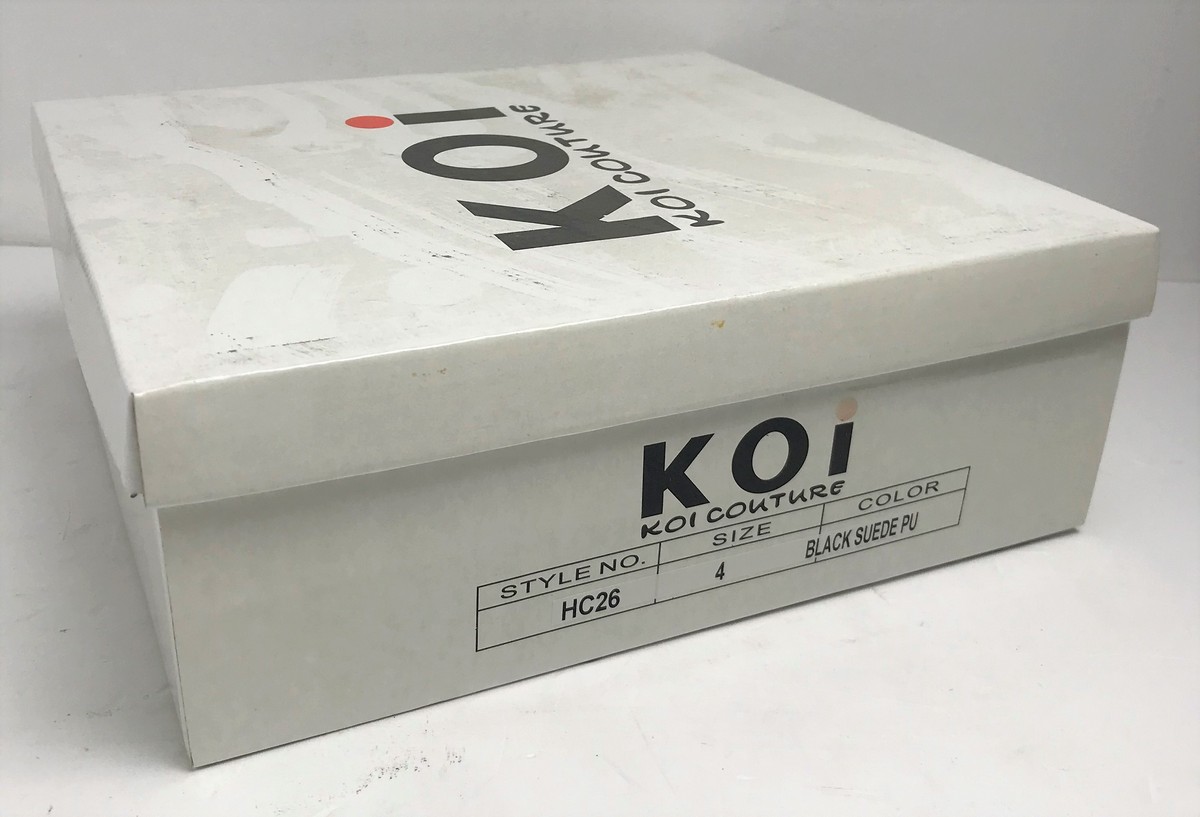 KOi
KOI COUTURE
KOi
KOI COUTURE
STYLE NO. SIZE COLOR
HC26 4 BLACK SUEDE PU